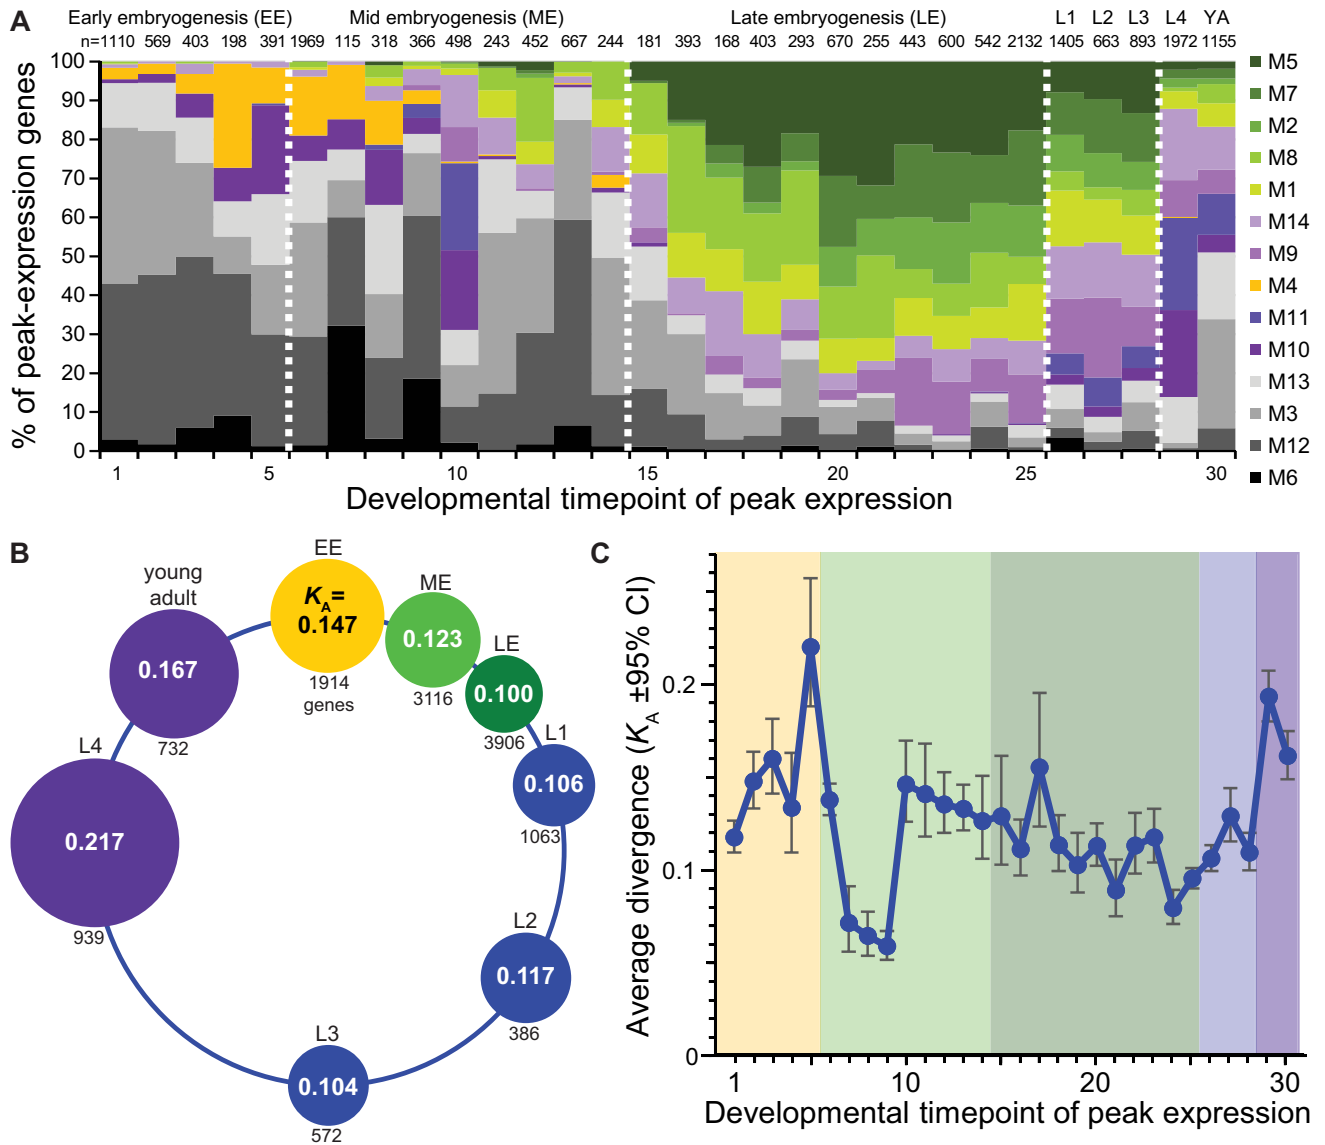 A
Early embryogenesis (EE)
Mid embryogenesis (ME)
Late embryogenesis (LE)
L1 L2 L3 L4 YA
n=1110 569 403 198 391 1969 115 318 366 498 243 452 667 244 181 393 168 403 293 670 255 443 600 542 2132 1405 663 893 1972 1155
% of peak-expression genes
100
90
80
70
60
50
40
30
20
10
0
1 5 10 15 20 25 30
Developmental timepoint of peak expression
M5
M7
M2
M8
M1
M14
M9
M4
M11
M10
M13
M3
M12
M6
B
EE
KA=
0.147
1914
genes
ME
0.123
3116
LE
0.100
3906
L1
0.106
1063
L2
0.117
386
L3
0.104
572
L4
0.217
939
young
adult
0.167
732
C
Average divergence (KA ±95% CI)
0.2
0.1
0
1 10 20 30
Developmental timepoint of peak expression